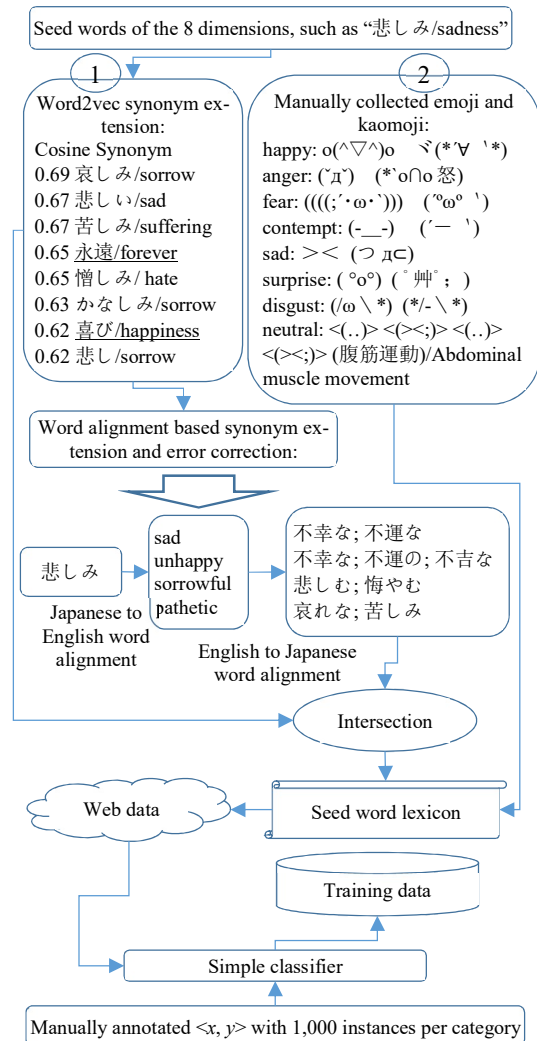 Seed words of the 8 dimensions, such as “悲しみ/sadness”
1
Word2vec synonym ex-
tension:
Cosine Synonym
0.69 哀しみ/sorrow
0.67 悲しい/sad
0.67 苦しみ/suffering
0.65 永遠/forever
0.65 憎しみ/ hate
0.63 かなしみ/sorrow
0.62 喜び/happiness
0.62 悲し/sorrow
2
Manually collected emoji and
kaomoji:
happy: o(^▽^)o ヾ(*´∀｀*)
anger: (ˇдˇ) (*`o∩o 怒)
fear: ((((;´･ω･`))) (´ºωº｀)
contempt: (-__-) (´ー｀)
sad: ＞＜ (つ д⊂)
surprise: ( °o°) (゜艸゜;)
disgust: (/ω＼*) (*/-＼*)
neutral: <(..)> <(><;)> <(..)>
<(><;)> (腹筋運動)/Abdominal
muscle movement
Word alignment based synonym ex-
tension and error correction:
悲しみ
sad
unhappy
sorrowful
pathetic
不幸な; 不運な
不幸な; 不運の; 不吉な
悲しむ; 悔やむ
哀れな; 苦しみ
Japanese to
English word
alignment
English to Japanese
word alignment
Intersection
Web data
Seed word lexicon
Training data
Simple classifier
Manually annotated <x, y> with 1,000 instances per category